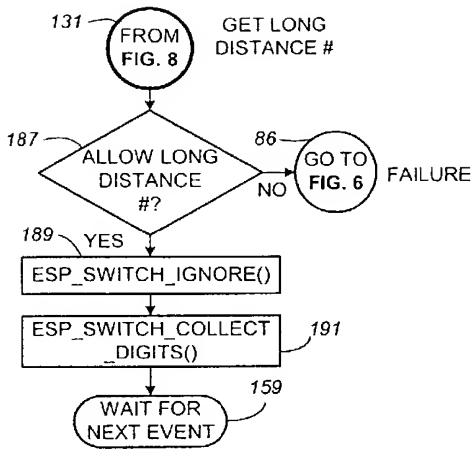 131
FROM
FIG. 8
GET LONG
DISTANCE #
187
ALLOW LONG
DISTANCE
#?
NO
86
GO TO
FIG. 6
FAILURE
YES
189
ESP_SWITCH_IGNORE()
ESP_SWITCH_COLLECT
_DIGITS()
191
WAIT FOR
NEXT EVENT
159